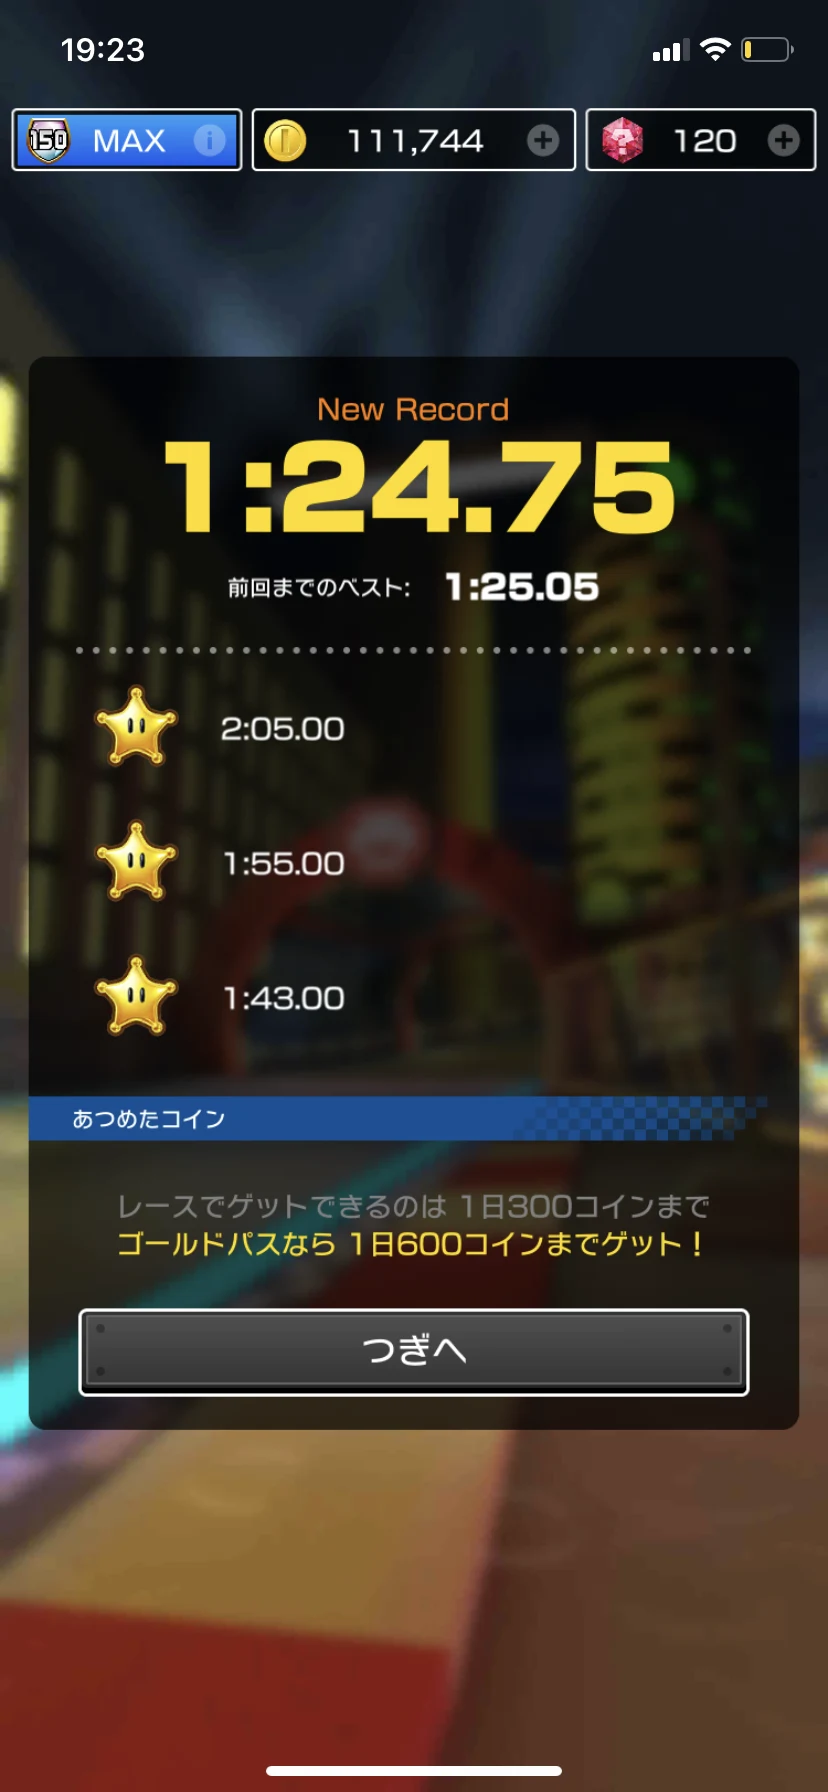 19:23
150 MAX i
111,744 +
? 120 +
New Record
1:24.75
前回までのベスト: 1:25.05
2:05.00
1:55.00
1:43.00
あつめたコイン
レースでゲットできるのは 1日300コインまで
ゴールドパスなら 1日600コインまでゲット！
つぎへ